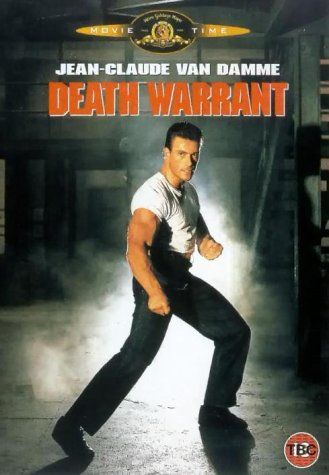 MOVIE TIME
JEAN-CLAUDE VAN DAMME
DEATH WARRANT
TBC